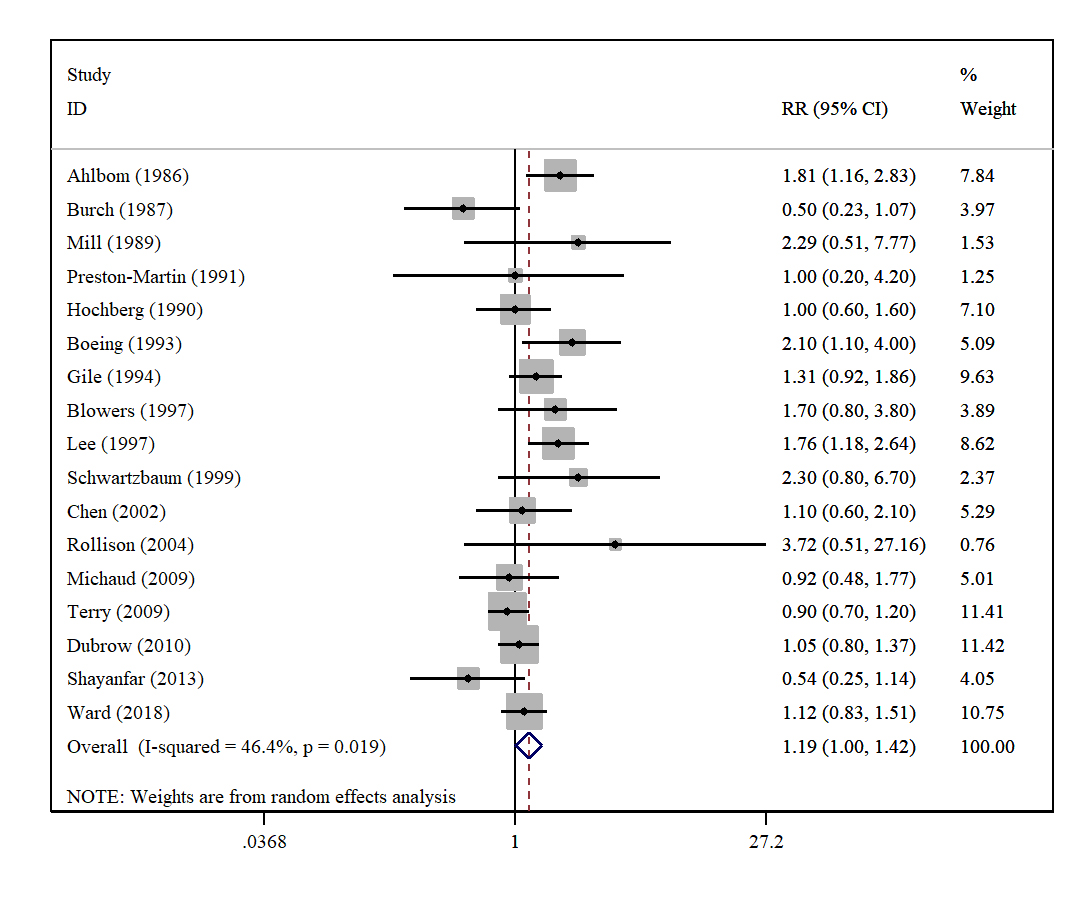 Study %
ID RR (95% CI) Weight
Ahlbom (1986) 1.81 (1.16, 2.83) 7.84
Burch (1987) 0.50 (0.23, 1.07) 3.97
Mill (1989) 2.29 (0.51, 7.77) 1.53
Preston-Martin (1991) 1.00 (0.20, 4.20) 1.25
Hochberg (1990) 1.00 (0.60, 1.60) 7.10
Boeing (1993) 2.10 (1.10, 4.00) 5.09
Gile (1994) 1.31 (0.92, 1.86) 9.63
Blowers (1997) 1.70 (0.80, 3.80) 3.89
Lee (1997) 1.76 (1.18, 2.64) 8.62
Schwartzbaum (1999) 2.30 (0.80, 6.70) 2.37
Chen (2002) 1.10 (0.60, 2.10) 5.29
Rollison (2004) 3.72 (0.51, 27.16) 0.76
Michaud (2009) 0.92 (0.48, 1.77) 5.01
Terry (2009) 0.90 (0.70, 1.20) 11.41
Dubrow (2010) 1.05 (0.80, 1.37) 11.42
Shayanfar (2013) 0.54 (0.25, 1.14) 4.05
Ward (2018) 1.12 (0.83, 1.51) 10.75
Overall (I-squared = 46.4%, p = 0.019) 1.19 (1.00, 1.42) 100.00
NOTE: Weights are from random effects analysis
.0368 1 27.2